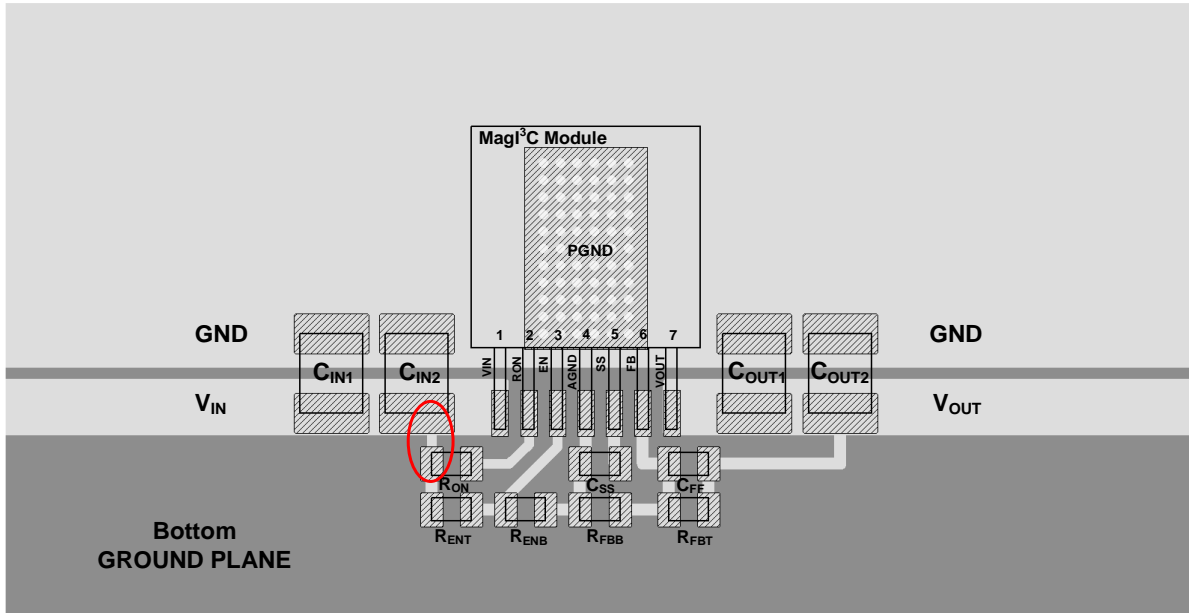 MagI³C Module
PGND
1 2 3 4 5 6 7
VIN RON EN AGND SS FB VOUT
GND GND
CIN1 CIN2 COUT1 COUT2
VIN VOUT
RON CSS CFF
RENT RENB RFBB RFBT
Bottom
GROUND PLANE